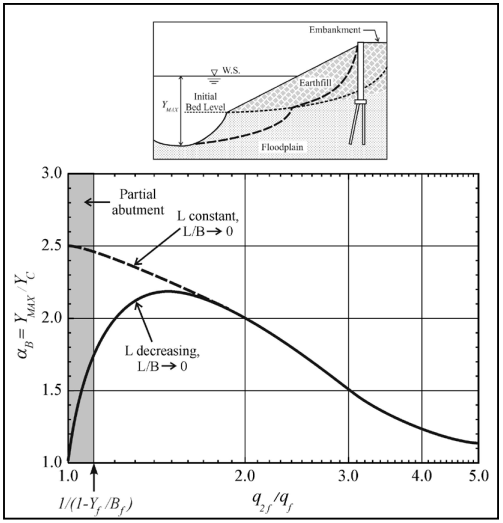 Embankment
W.S.
Initial
Bed Level
Y_MAX
Earthfill
Floodplain
3.0
2.5
2.0
1.5
1.0
α_B = Y_MAX / Y_C
Partial
abutment
L constant,
L/B → 0
L decreasing,
L/B → 0
1.0
2.0
3.0
4.0
5.0
1/(1-Y_f /B_f)
q_2f /q_f